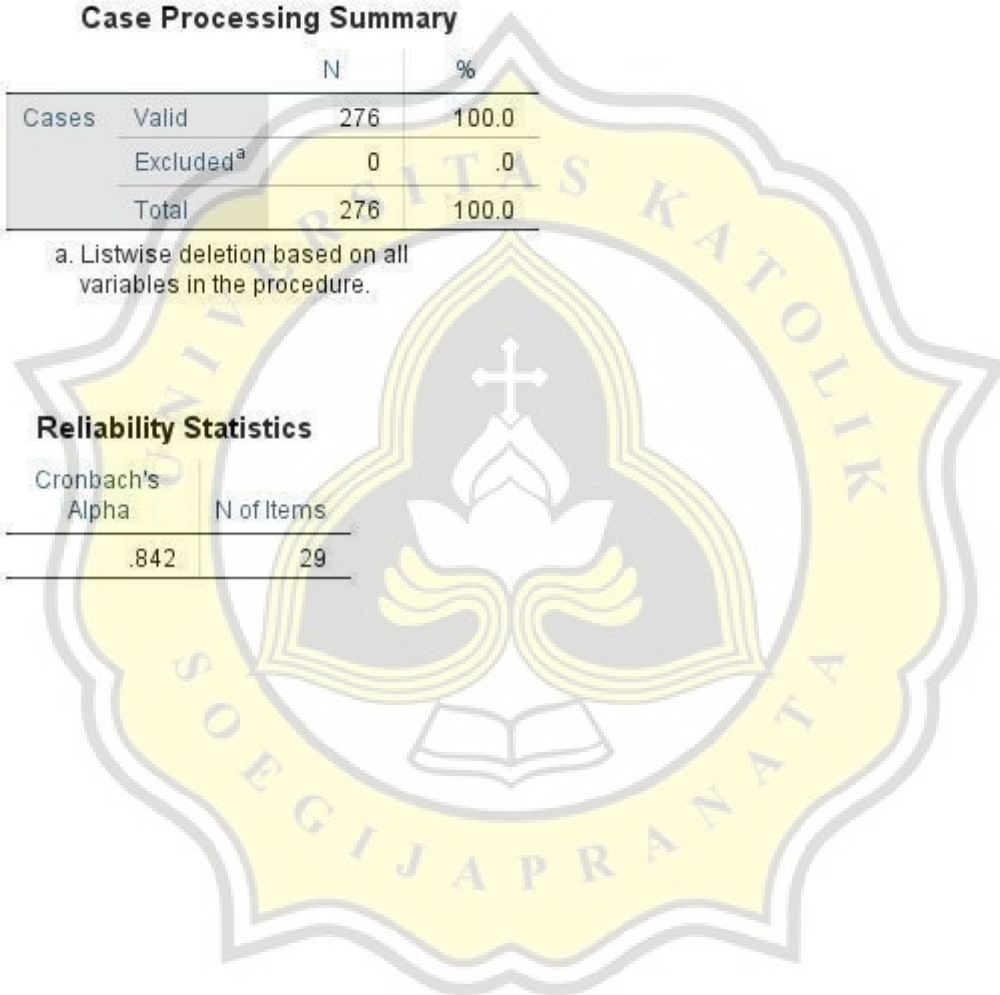 Case Processing Summary
N %
Cases Valid 276 100.0
Excludedᵃ 0 .0
Total 276 100.0
a. Listwise deletion based on all
variables in the procedure.
Reliability Statistics
Cronbach's
Alpha N of Items
.842 29
UNIVERSITAS KATOLIK
SOEGIJAPRANATA